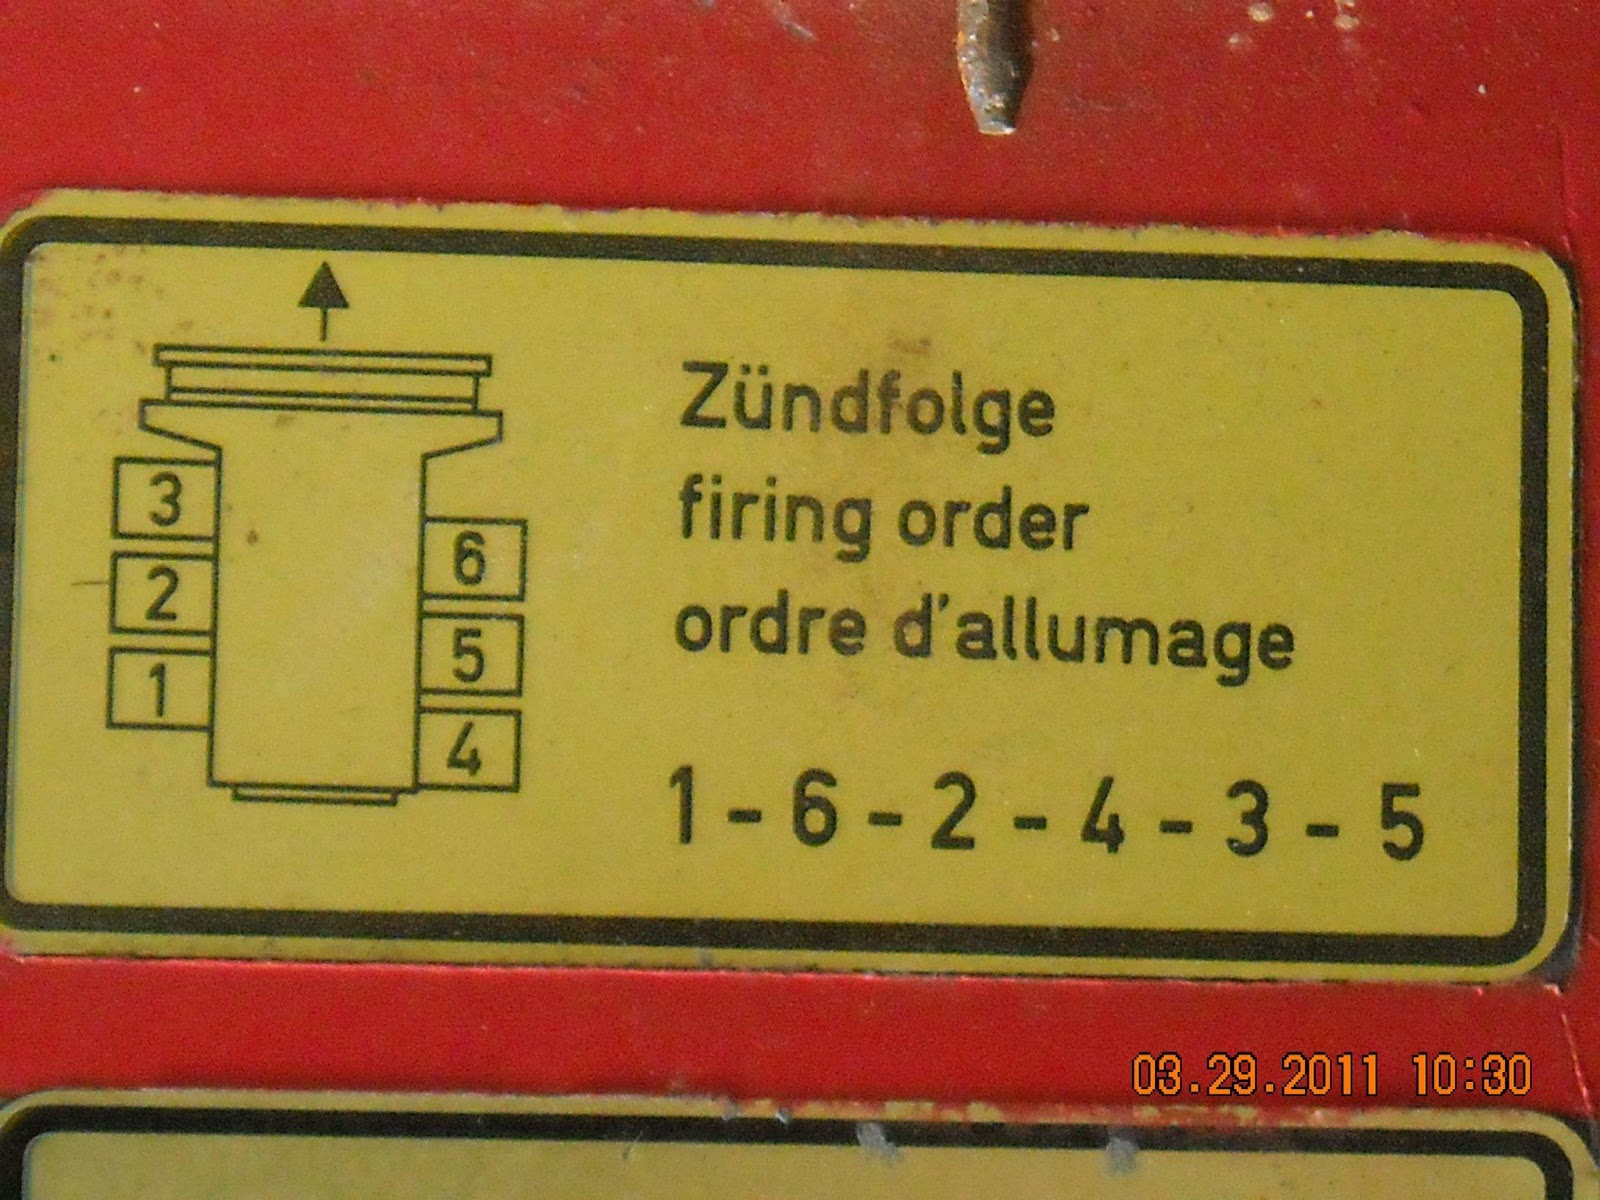 Zündfolge
firing order
ordre d'allumage
1 - 6 - 2 - 4 - 3 - 5
3
2
1
6
5
4
03.29.2011 10:30